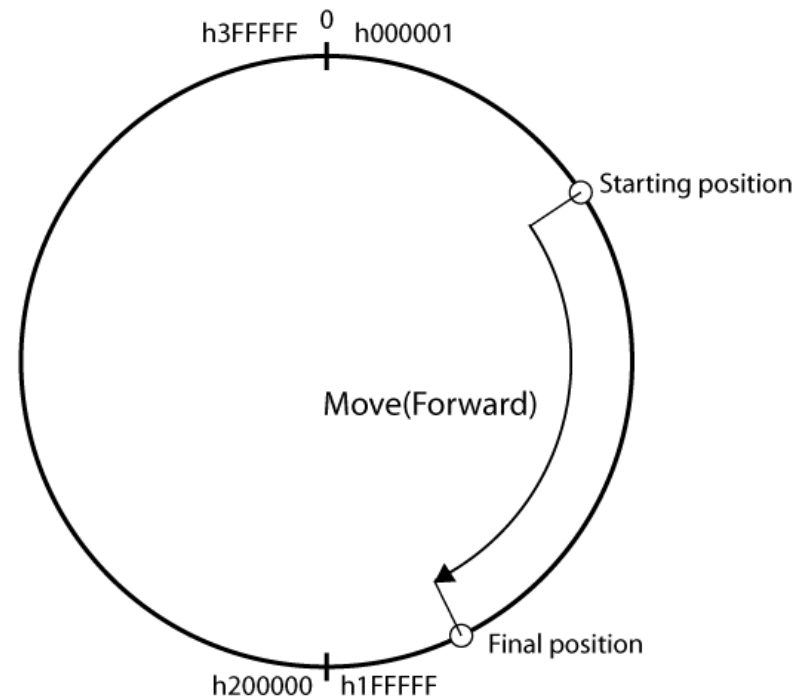 0
h3FFFFF h000001
Starting position
Move(Forward)
Final position
h200000 h1FFFFF